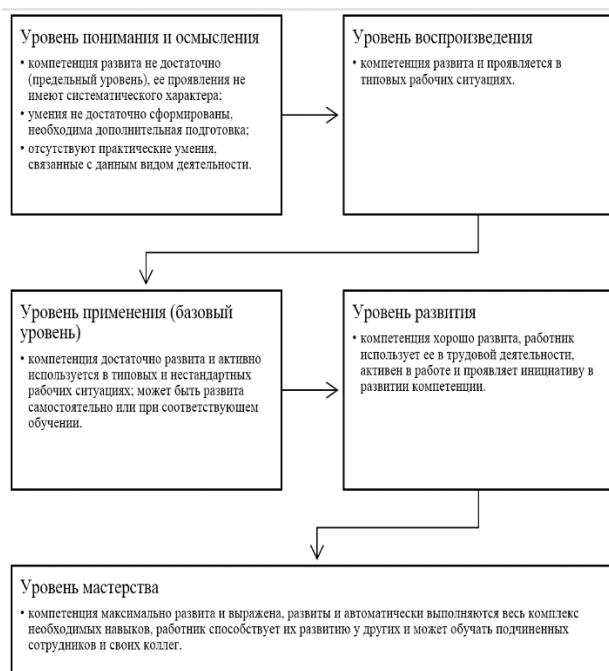 Уровень понимания и осмысления
• компетенция развита не достаточно
(предельный уровень), ее проявления не
имеют систематического характера;
• умения не достаточно сформированы,
необходима дополнительная подготовка;
• отсутствуют практические умения,
связанные с данным видом деятельности.
Уровень воспроизведения
• компетенция развита и проявляется в
типовых рабочих ситуациях.
Уровень применения (базовый
уровень)
• компетенция достаточно развита и активно
используется в типовых и нестандартных
рабочих ситуациях; может быть развита
самостоятельно или при соответствующем
обучении.
Уровень развития
• компетенция хорошо развита, работник
использует ее в трудовой деятельности,
активен в работе и проявляет инициативу в
развитии компетенции.
Уровень мастерства
• компетенция максимально развита и выражена, развиты и автоматически выполняются весь комплекс
необходимых навыков, работник способствует их развитию у других и может обучать подчиненных
сотрудников и своих коллег.